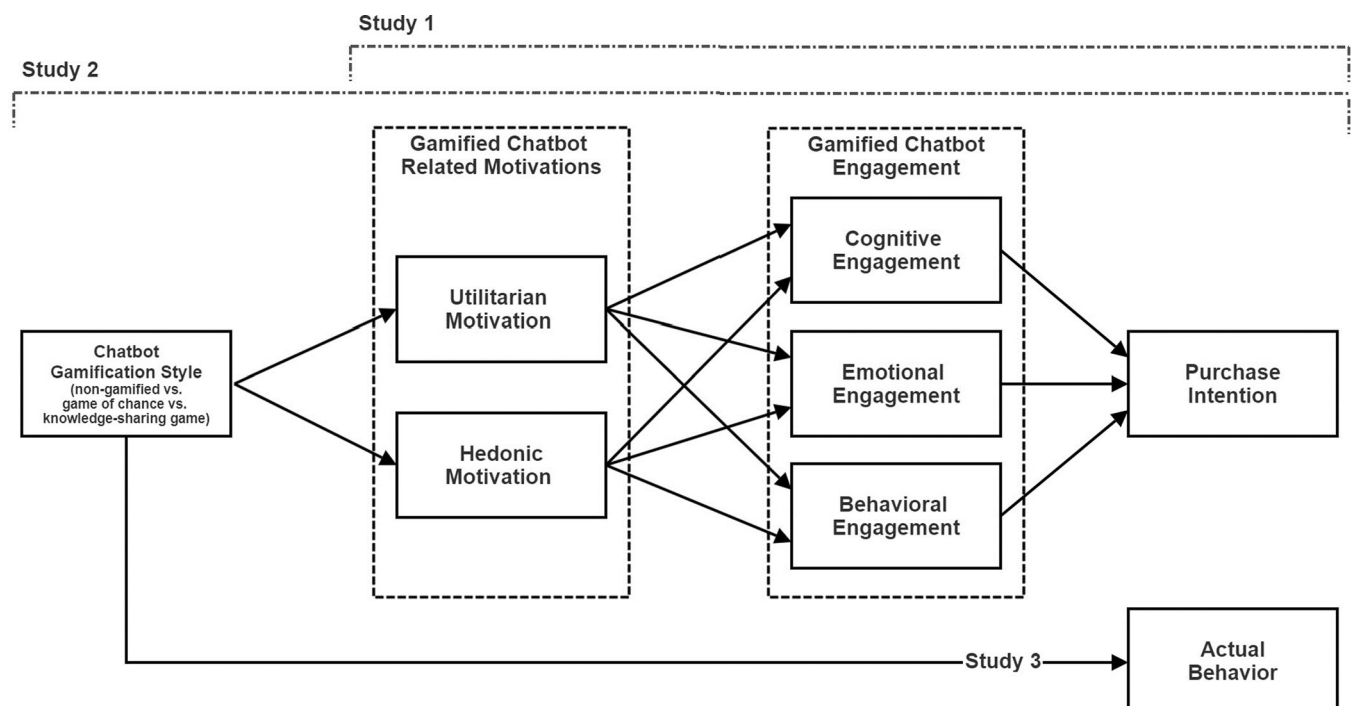 Study 1
Study 2
Gamified Chatbot
Related Motivations
Gamified Chatbot
Engagement
Cognitive
Engagement
Utilitarian
Motivation
Chatbot
Gamification Style
(non-gamified vs.
game of chance vs.
knowledge-sharing game)
Emotional
Engagement
Purchase
Intention
Hedonic
Motivation
Behavioral
Engagement
Study 3
Actual
Behavior